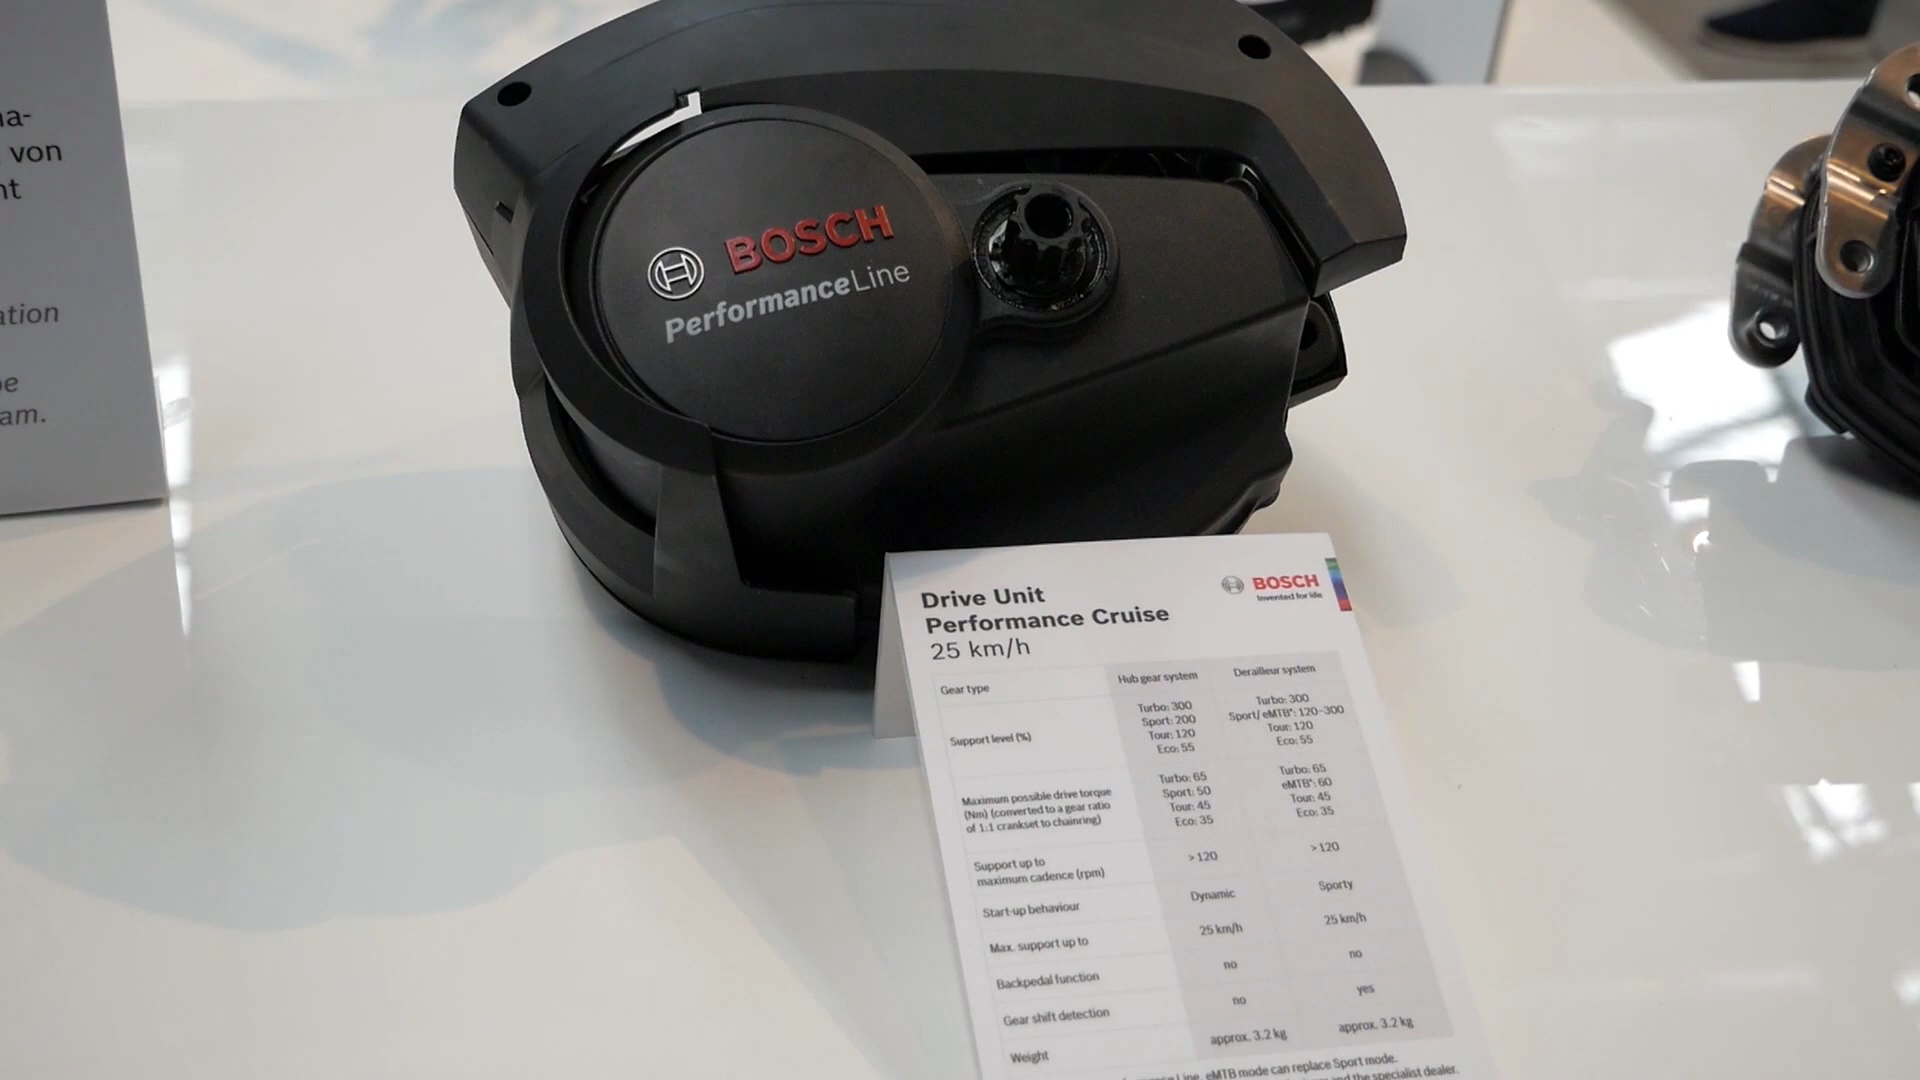 von
ation
am.
BOSCH
PerformanceLine
Drive Unit
Performance Cruise
25 km/h
BOSCH
Invented for life
Gear type
Hub gear system
Derailleur system
Support level (%)
Turbo: 300
Sport: 200
Tour: 120
Eco: 55
Turbo: 300
Sport/ eMTB*: 120–300
Tour: 120
Eco: 55
Maximum possible drive torque
(Nm) (converted to a gear ratio
of 1:1 crankset to chainring)
Turbo: 65
Sport: 50
Tour: 45
Eco: 35
Turbo: 65
eMTB*: 60
Tour: 45
Eco: 35
Support up to
maximum cadence (rpm)
> 120
> 120
Start-up behaviour
Dynamic
Sporty
Max. support up to
25 km/h
25 km/h
Backpedal function
no
no
Gear shift detection
no
yes
Weight
approx. 3.2 kg
approx. 3.2 kg
Line, eMTB mode can replace Sport mode.
and the specialist dealer.